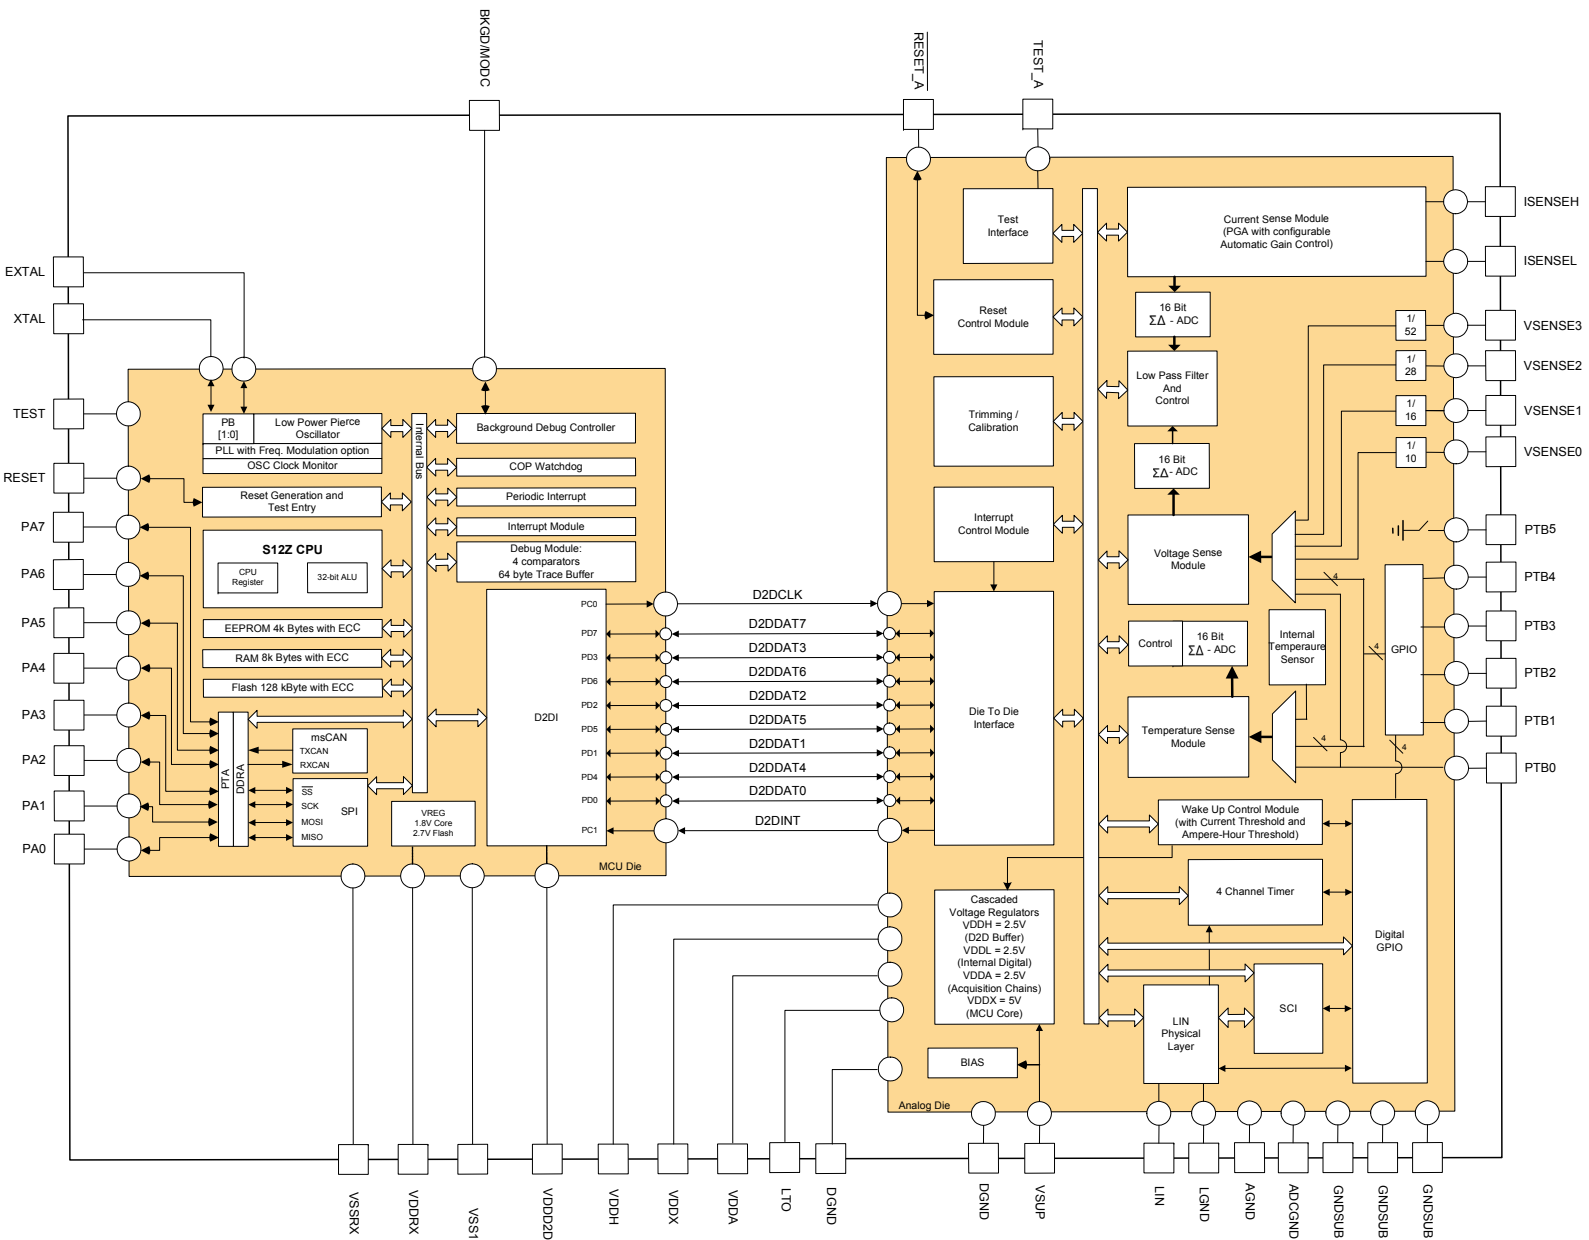 BKGD/MODC
RESET_A
TEST_A
EXTAL
XTAL
TEST
RESET
PA7
PA6
PA5
PA4
PA3
PA2
PA1
PA0
PB
[1:0]
Low Power Pierce
Oscillator
PLL with Freq. Modulation option
OSC Clock Monitor
Reset Generation and
Test Entry
S12Z CPU
CPU
Register
32-bit ALU
EEPROM 4k Bytes with ECC
RAM 8k Bytes with ECC
Flash 128 kByte with ECC
PTA
DDRA
msCAN
TXCAN
RXCAN
SS
SCK
MOSI
MISO
SPI
Internal Bus
Background Debug Controller
COP Watchdog
Periodic Interrupt
Interrupt Module
Debug Module:
4 comparators
64 byte Trace Buffer
D2DI
PC0
PD7
PD3
PD6
PD2
PD5
PD1
PD4
PD0
PC1
VREG
1.8V Core
2.7V Flash
MCU Die
D2DCLK
D2DDAT7
D2DDAT3
D2DDAT6
D2DDAT2
D2DDAT5
D2DDAT1
D2DDAT4
D2DDAT0
D2DINT
Test
Interface
Reset
Control Module
Trimming /
Calibration
Interrupt
Control Module
Die To Die
Interface
Cascaded
Voltage Regulators
VDDH = 2.5V
(D2D Buffer)
VDDL = 2.5V
(Internal Digital)
VDDA = 2.5V
(Acquisition Chains)
VDDX = 5V
(MCU Core)
BIAS
Analog Die
Current Sense Module
(PGA with configurable
Automatic Gain Control)
16 Bit
ΣΔ - ADC
Low Pass Filter
And
Control
16 Bit
ΣΔ - ADC
Voltage Sense
Module
Control
16 Bit
ΣΔ - ADC
Internal
Temperaure
Sensor
Temperature Sense
Module
Wake Up Control Module
(with Current Threshold and
Ampere-Hour Threshold)
4 Channel Timer
LIN
Physical
Layer
SCI
Digital
GPIO
GPIO
4
4
4
4
1/
52
1/
28
1/
16
1/
10
ISENSEH
ISENSEL
VSENSE3
VSENSE2
VSENSE1
VSENSE0
PTB5
PTB4
PTB3
PTB2
PTB1
PTB0
VSSRX
VDDRX
VSS1
VDDD2D
VDDH
VDDX
VDDA
LTO
DGND
DGND
VSUP
LIN
LGND
AGND
ADCGND
GNDSUB
GNDSUB
GNDSUB